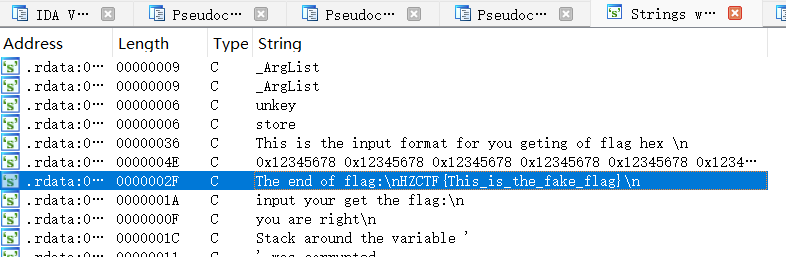 IDA V… Pseudoc… Pseudoc… Strings w…
Address Length Type String
.rdata:0… 00000009 C _ArgList
.rdata:0… 00000009 C _ArgList
.rdata:0… 00000006 C unkey
.rdata:0… 00000006 C store
.rdata:0… 00000036 C This is the input format for you geting of flag hex \n
.rdata:0… 0000004E C 0x12345678 0x12345678 0x12345678 0x12345678 0x12345678 0x1234…
.rdata:0… 0000002F C The end of flag:\nHZCTF{This_is_the_fake_flag}\n
.rdata:0… 0000001A C input your get the flag:\n
.rdata:0… 0000000F C you are right\n
.rdata:0… 0000001C C Stack around the variable '
.rdata:0… 00000011 C ' was corrupted